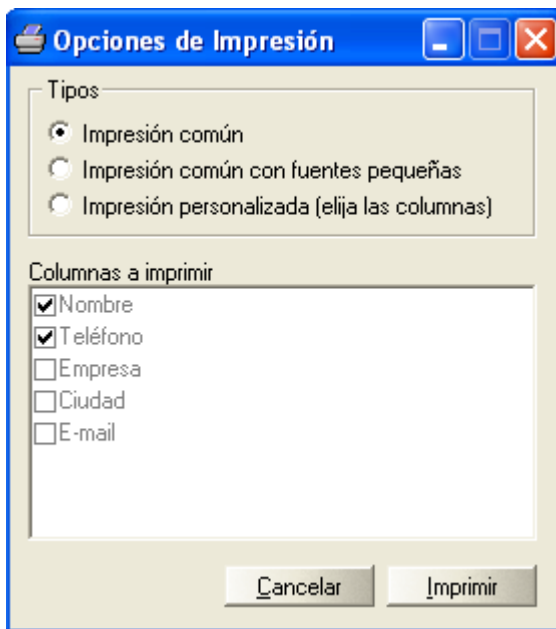 Opciones de Impresión
Tipos
Impresión común
Impresión común con fuentes pequeñas
Impresión personalizada (elija las columnas)
Columnas a imprimir
Nombre
Teléfono
Empresa
Ciudad
E-mail
Cancelar Imprimir